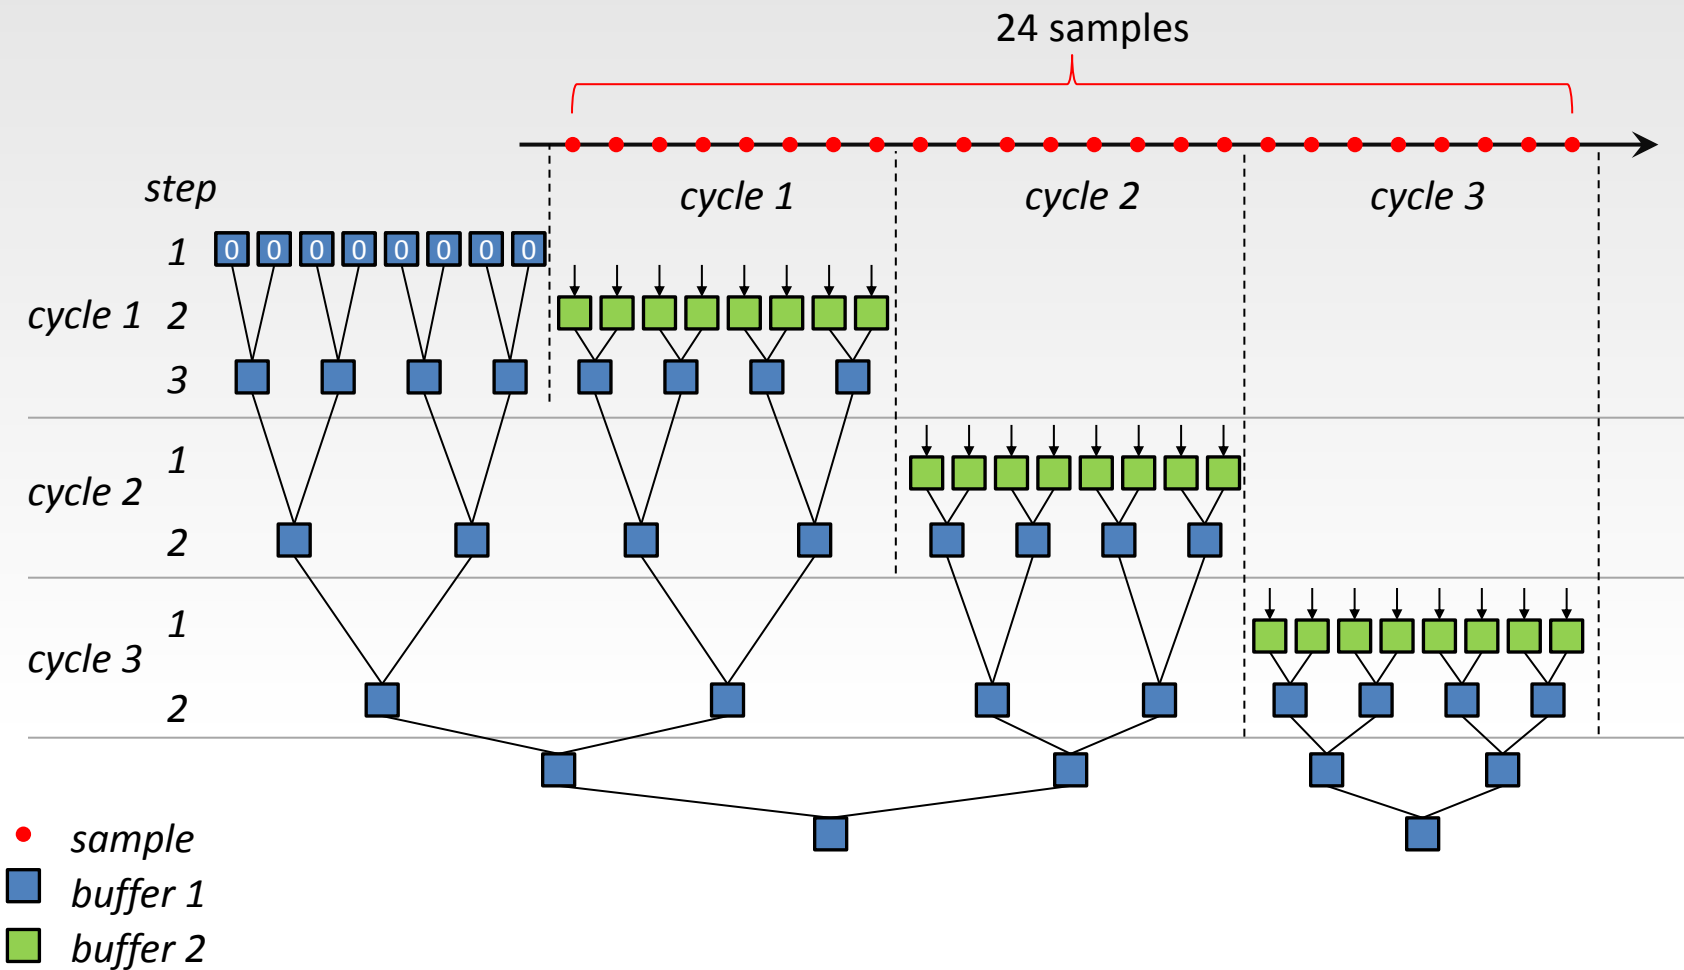 24 samples
step
cycle 1 cycle 2 cycle 3
1 0 0 0 0 0 0 0 0
cycle 1 2
3
1
cycle 2
2
1
cycle 3
2
sample
buffer 1
buffer 2